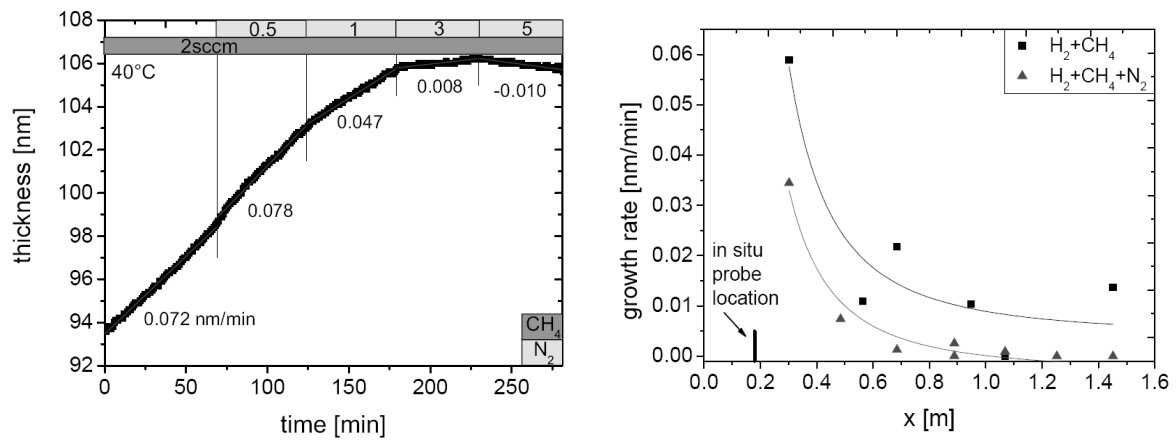 108
106
104
102
100
98
96
94
92
thickness [nm]
0.5 1 3 5
2sccm
40°C
0.072 nm/min
0.078
0.047
0.008
-0.010
CH₄
N₂
0 50 100 150 200 250
time [min]
0.06
0.05
0.04
0.03
0.02
0.01
0.00
growth rate [nm/min]
H₂+CH₄
H₂+CH₄+N₂
in situ
probe
location
0.0 0.2 0.4 0.6 0.8 1.0 1.2 1.4 1.6
x [m]